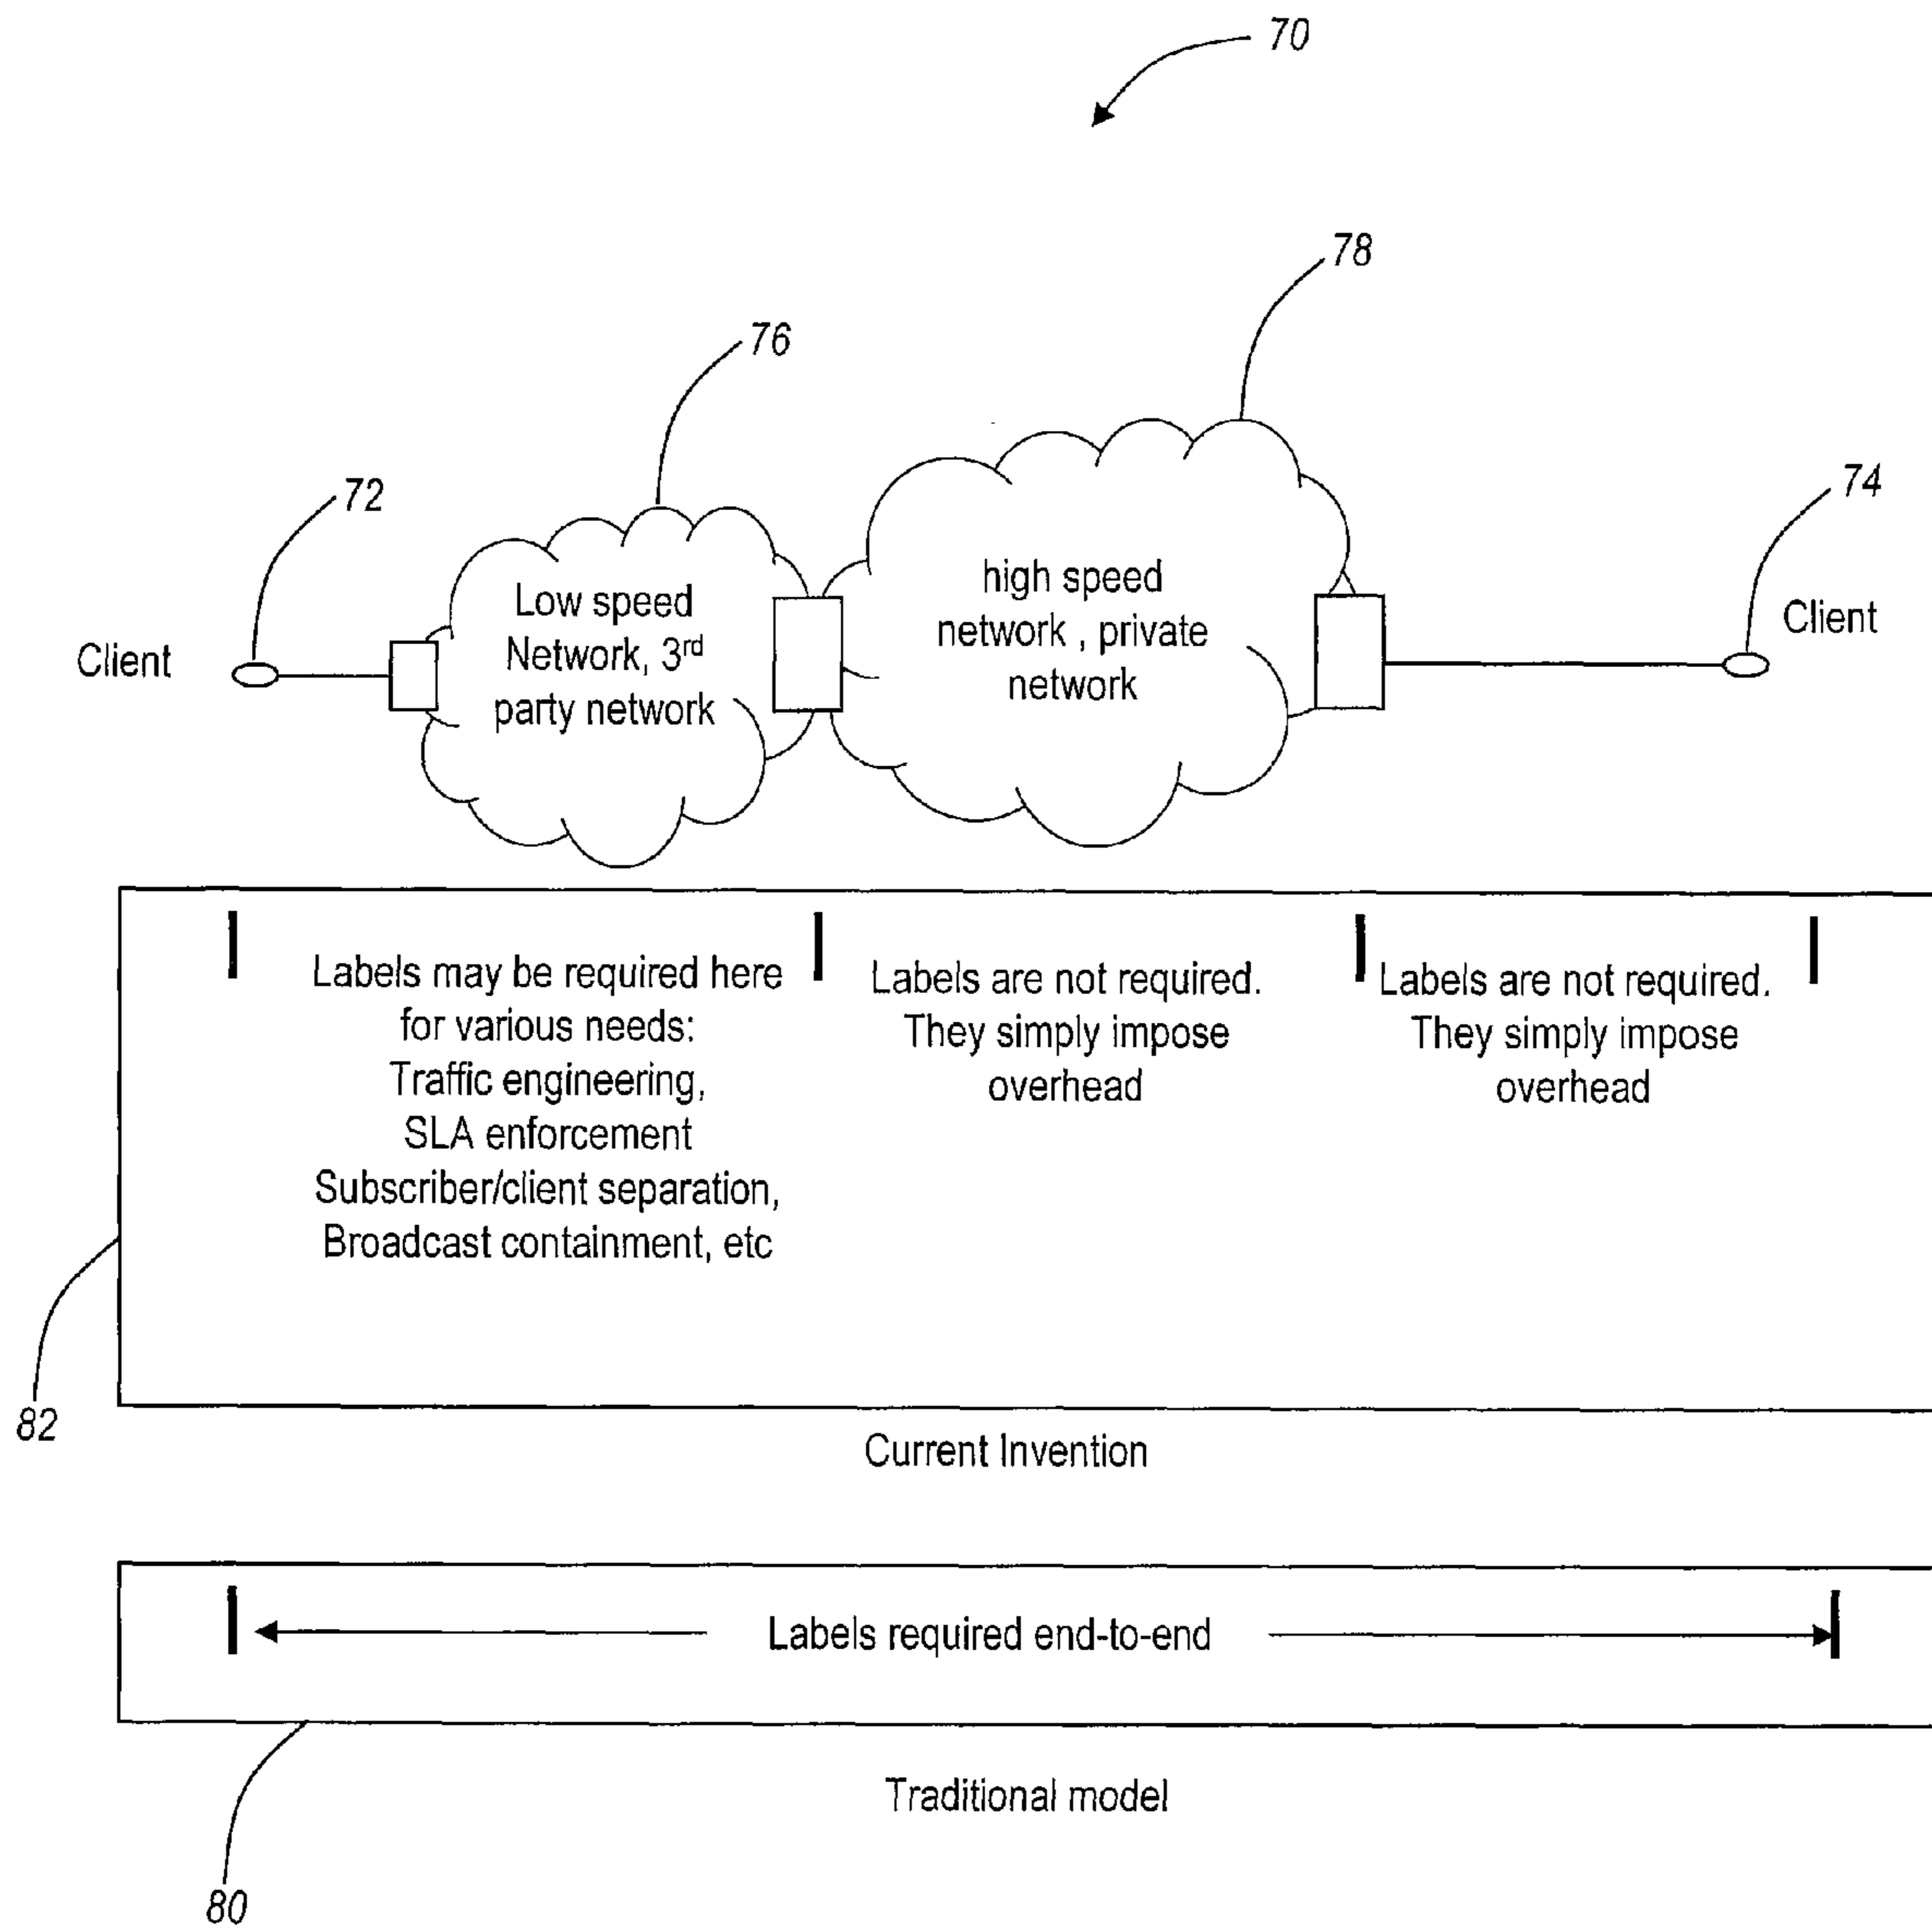 70
78
76
72
74
Low speed
Network, 3rd
party network
high speed
network , private
network
Client
Client
Labels may be required here
for various needs:
Traffic engineering,
SLA enforcement
Subscriber/client separation,
Broadcast containment, etc
Labels are not required.
They simply impose
overhead
Labels are not required.
They simply impose
overhead
82
Current Invention
Labels required end-to-end
Traditional model
80